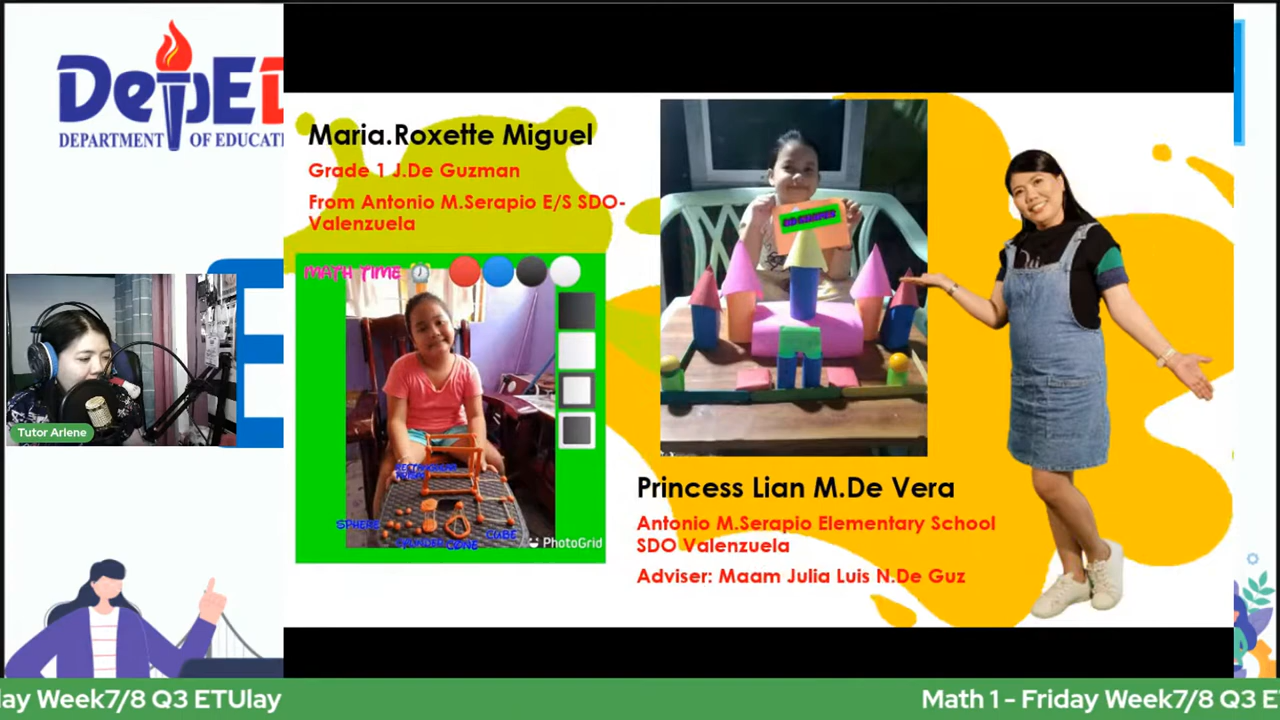 DepED
DEPARTMENT OF EDUCATI
Maria.Roxette Miguel
Grade 1 J.De Guzman
From Antonio M.Serapio E/S SDO-
Valenzuela
MATH TIME
SPHERE
CUBE
CONE
PhotoGrid
Tutor Arlene
Princess Lian M.De Vera
Antonio M.Serapio Elementary School
SDO Valenzuela
Adviser: Maam Julia Luis N.De Guz
lay Week7/8 Q3 ETUlay
Math 1 - Friday Week7/8 Q3 E